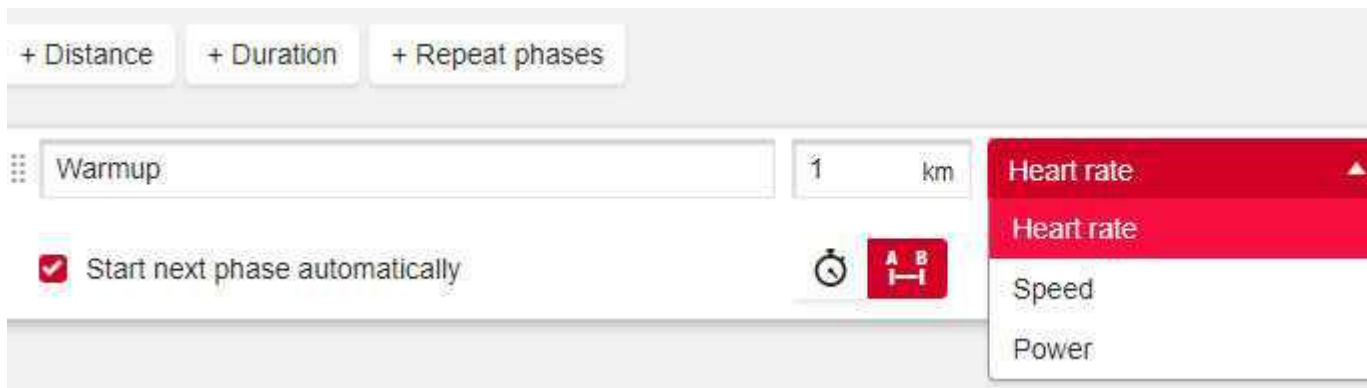 + Distance + Duration + Repeat phases
Warmup 1 km Heart rate
Heart rate
Start next phase automatically A B
Speed
Power